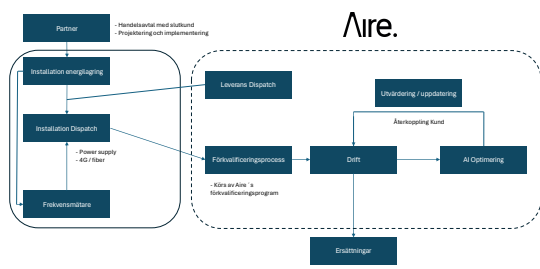 Partner
- Handelsavtal med slutkund
- Projektering och implementering
Aire.
Installation energilagring
Leverans Dispatch
Utvärdering / uppdatering
Återkoppling Kund
Installation Dispatch
- Power supply
- 4G / fiber
Förkvalificeringsprocess
Drift
AI Optimering
- Körs av Aire´s
förkvalificeringsprogram
Frekvensmätare
Ersättningar